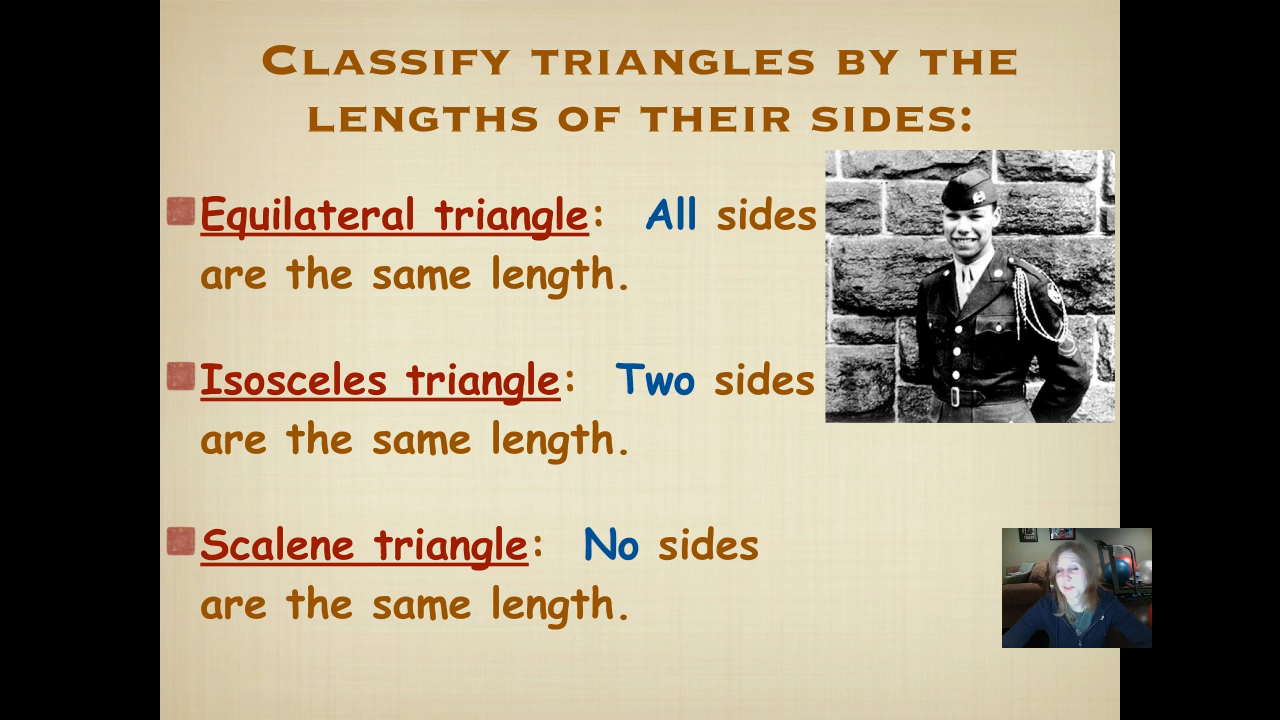 Classify triangles by the
lengths of their sides:
Equilateral triangle: All sides
are the same length.
Isosceles triangle: Two sides
are the same length.
Scalene triangle: No sides
are the same length.